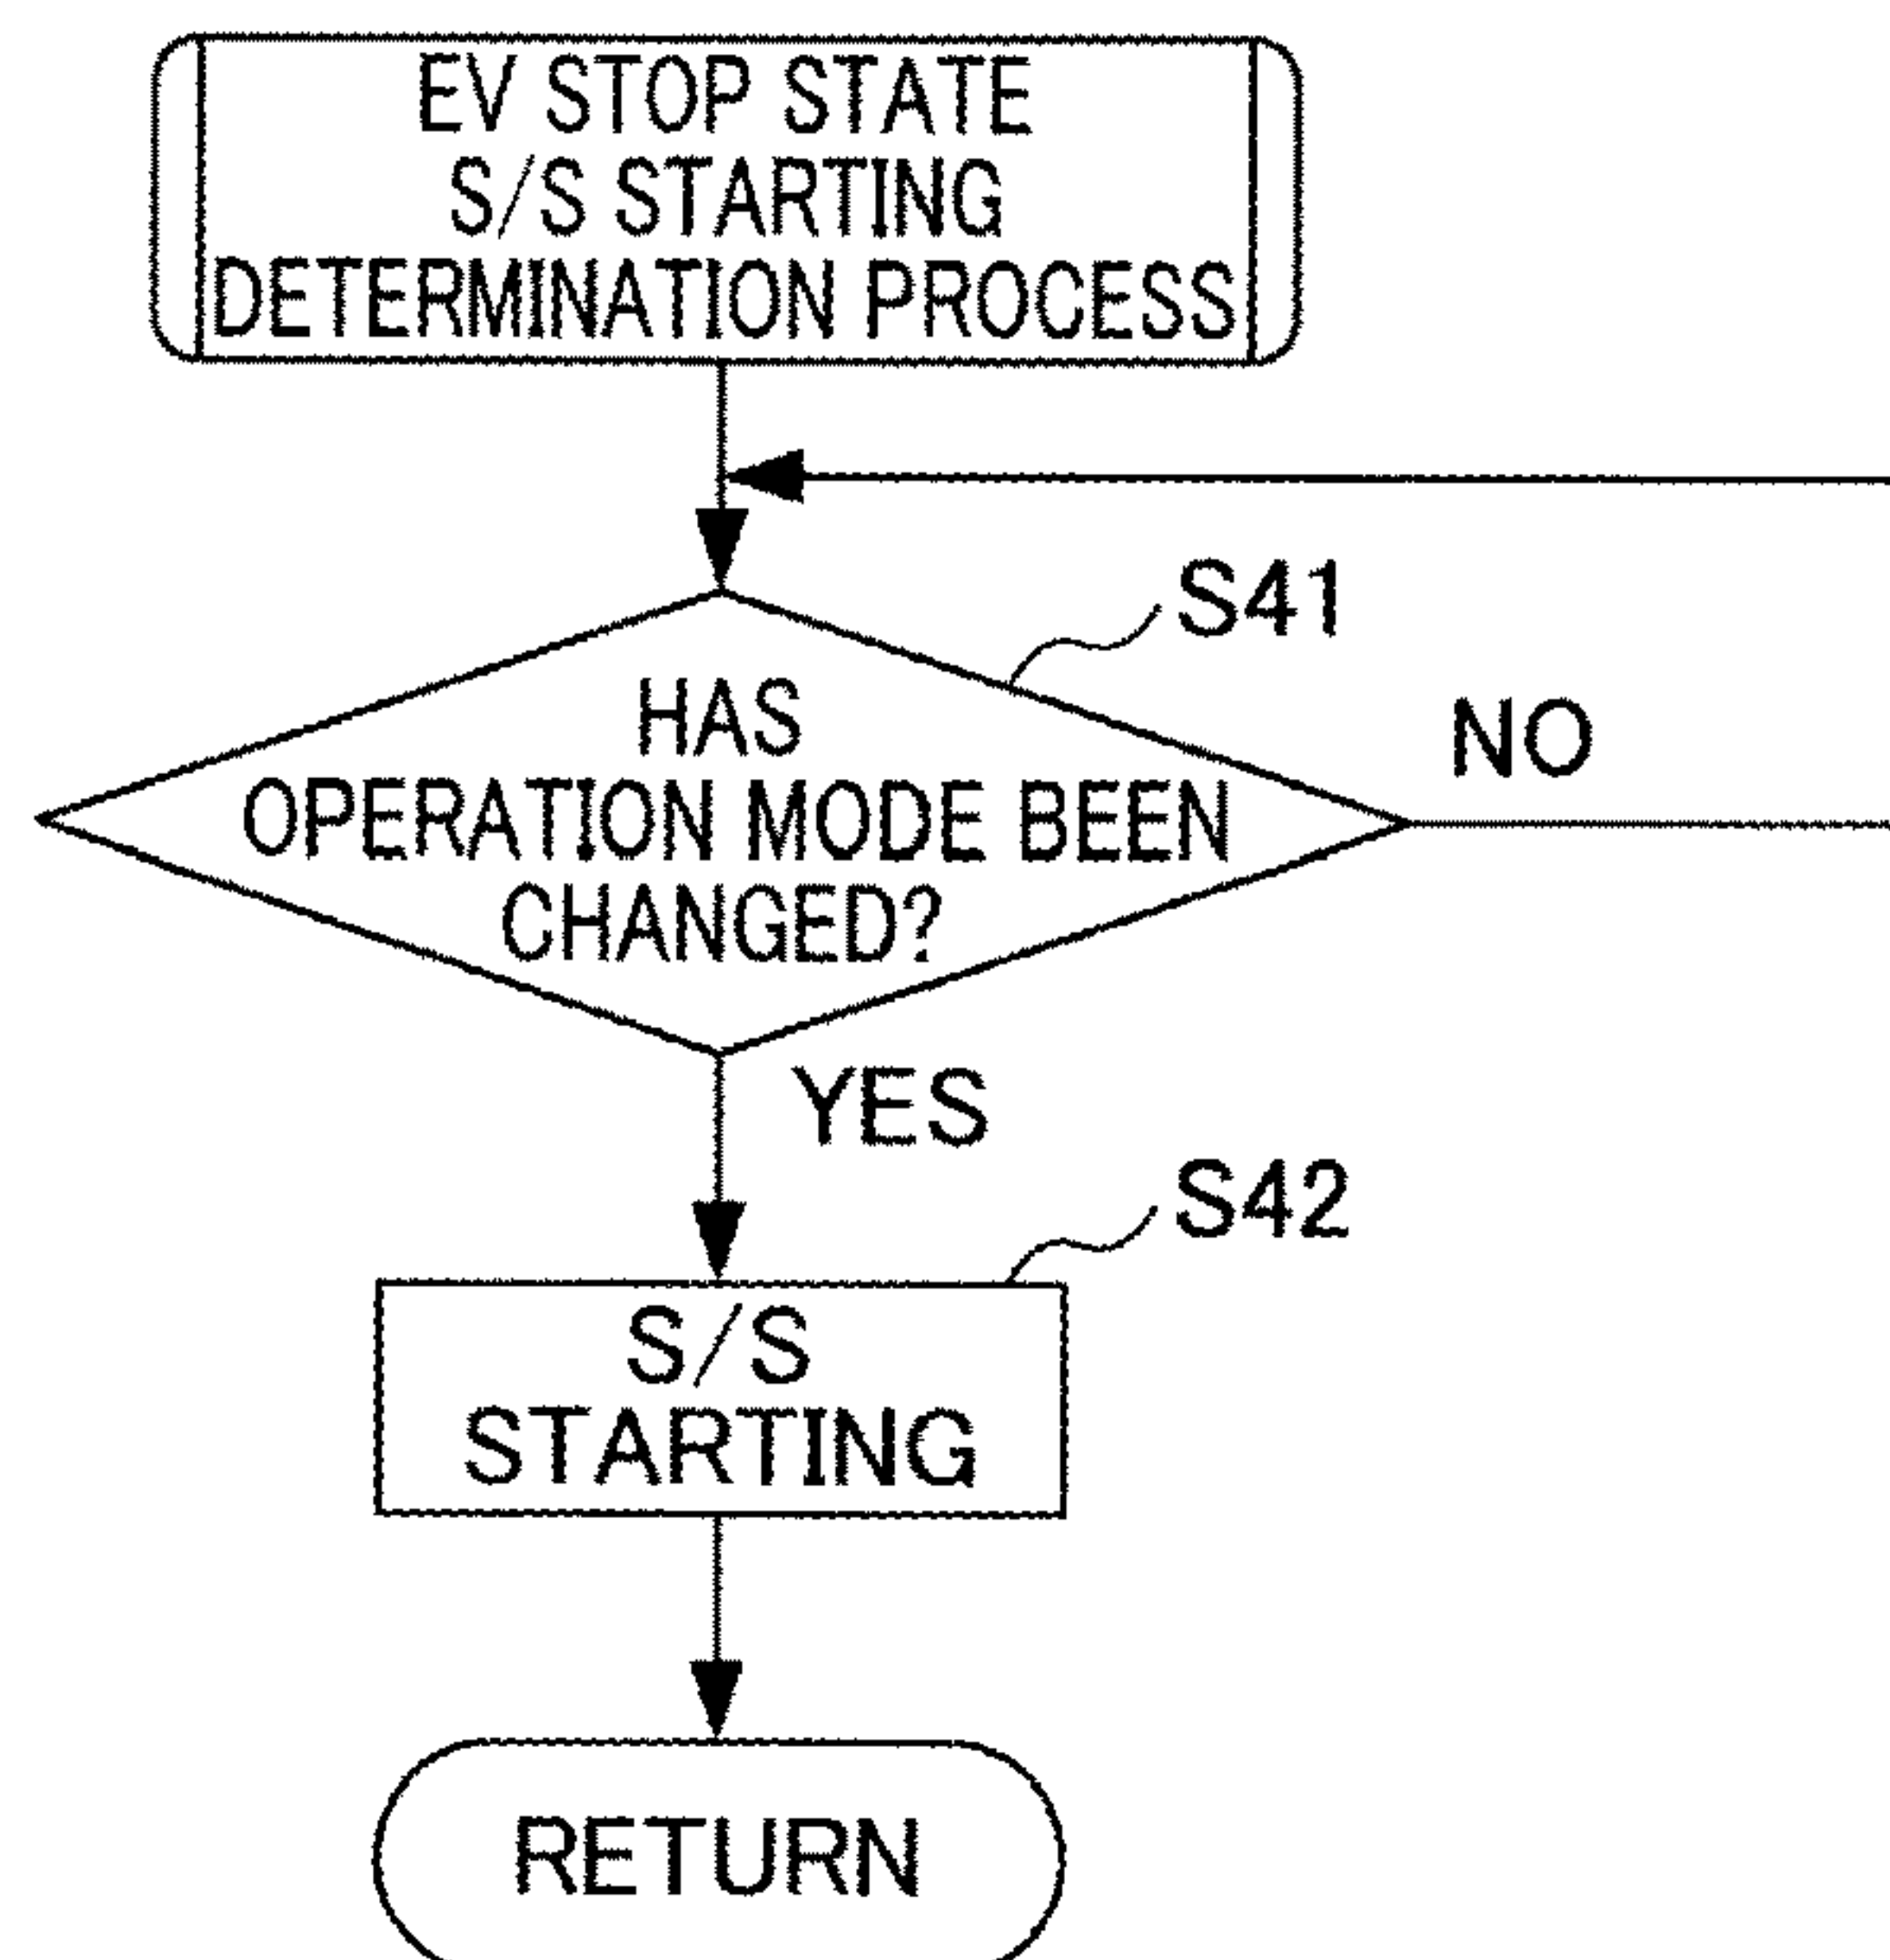 EV STOP STATE
S/S STARTING
DETERMINATION PROCESS
S41
HAS
OPERATION MODE BEEN
CHANGED?
NO
YES
S42
S/S
STARTING
RETURN